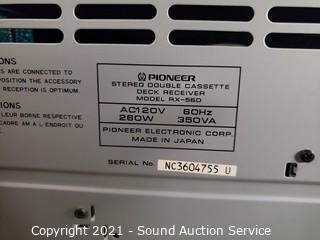 ONS
S ARE CONNECTED TO
POSITION THE ACCESSORY
RECEPTION IS OPTIMUM.
TIONS
LEUR BORNE RESPECTIVE
CADRE AM A L ENDROIT OU
PIONEER
STEREO DOUBLE CASSETTE
DECK RECEIVER
MODEL RX-560
AC120V 60Hz
260W 350VA
PIONEER ELECTRONIC CORP.
MADE IN JAPAN
SERIAL No. NC3604755 U
Copyright 2021 - Sound Auction Service